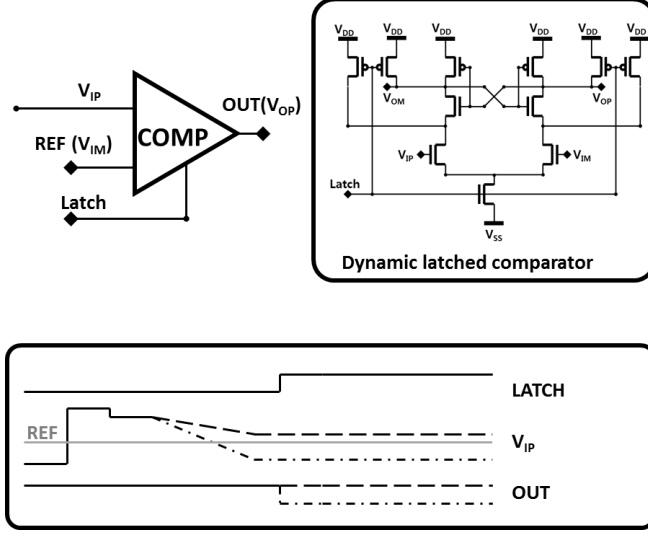 V_IP
REF (V_IM)
Latch
COMP
OUT(V_OP)
V_DD V_DD V_DD V_DD V_DD V_DD
V_OM
V_OP
V_IP
V_IM
Latch
V_SS
Dynamic latched comparator
LATCH
REF
V_IP
OUT